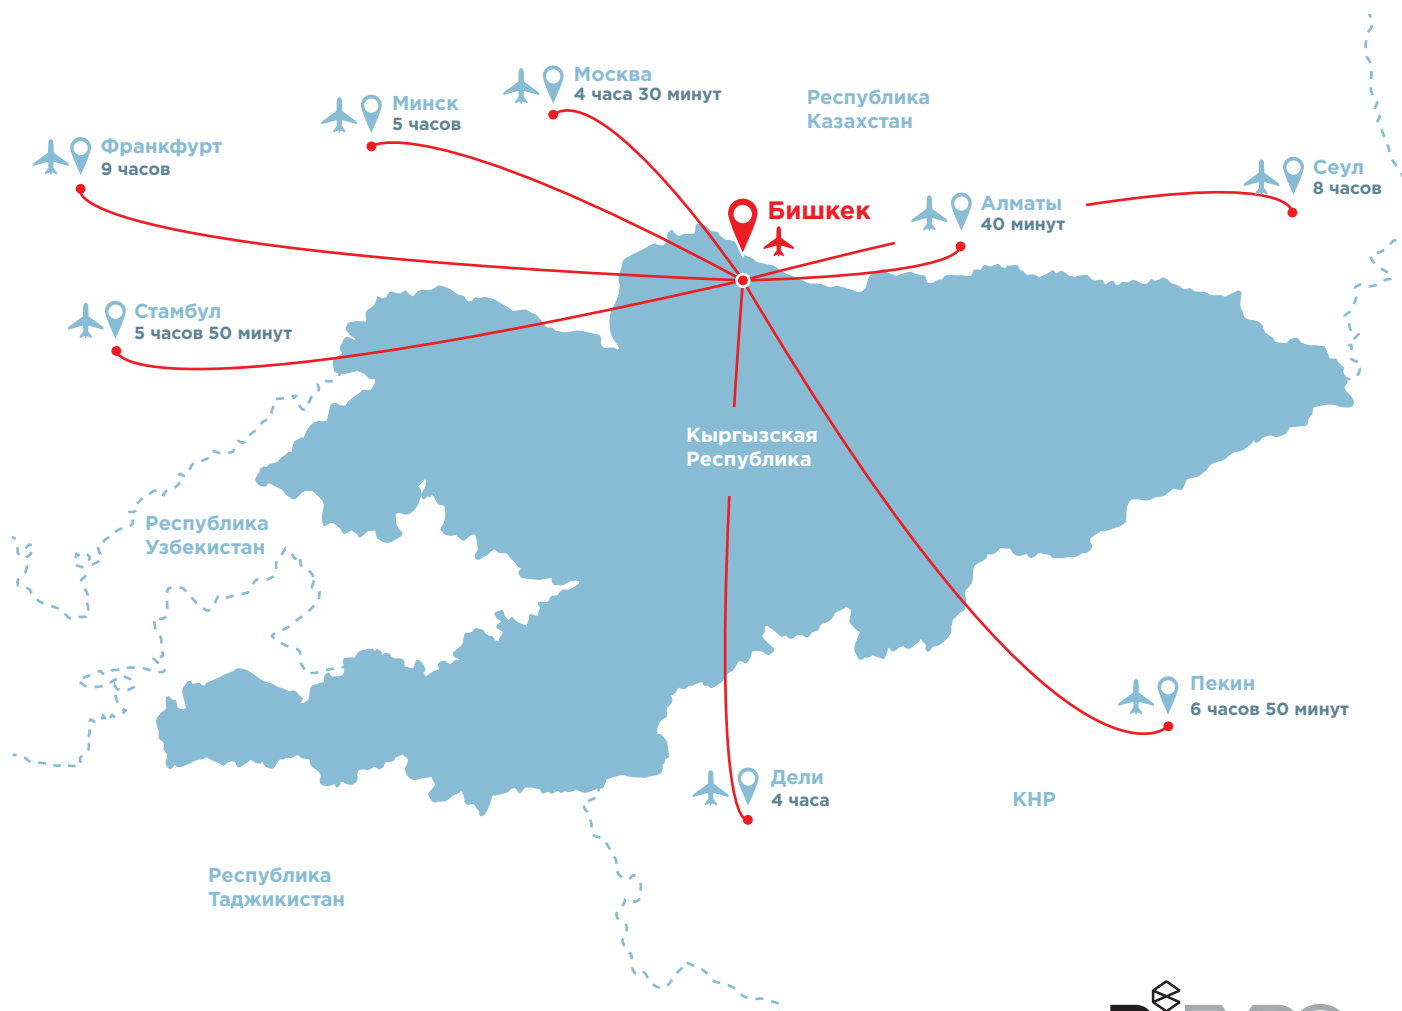 Москва
4 часа 30 минут
Минск
5 часов
Республика
Казахстан
Франкфурт
9 часов
Сеул
8 часов
Бишкек
Алматы
40 минут
Стамбул
5 часов 50 минут
Кыргызская
Республика
Республика
Узбекистан
Пекин
6 часов 50 минут
Дели
4 часа
КНР
Республика
Таджикистан